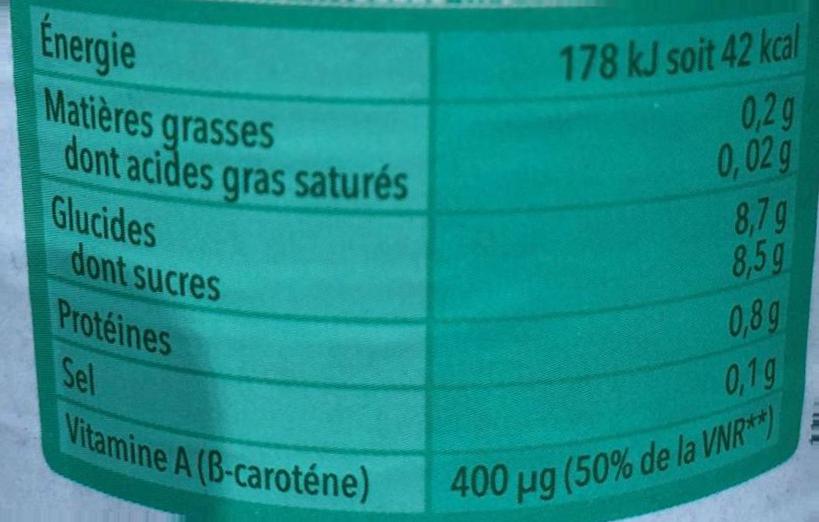 Énergie 178 kJ soit 42 kcal
Matières grasses 0,2 g
dont acides gras saturés 0,02 g
Glucides 8,7 g
dont sucres 8,5 g
Protéines 0,8 g
Sel 0,1 g
Vitamine A (ß-caroténe) 400 µg (50% de la VNR**)